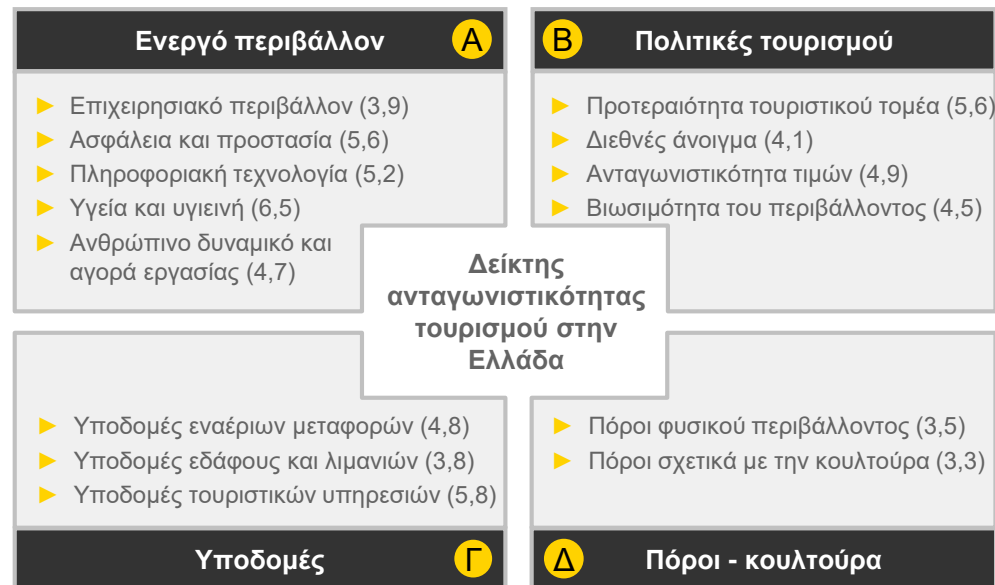 Ενεργό περιβάλλον
Α
Επιχειρησιακό περιβάλλον (3,9)
Ασφάλεια και προστασία (5,6)
Πληροφοριακή τεχνολογία (5,2)
Υγεία και υγιεινή (6,5)
Ανθρώπινο δυναμικό και
αγορά εργασίας (4,7)
Β
Πολιτικές τουρισμού
Προτεραιότητα τουριστικού τομέα (5,6)
Διεθνές άνοιγμα (4,1)
Ανταγωνιστικότητα τιμών (4,9)
Βιωσιμότητα του περιβάλλοντος (4,5)
Δείκτης
ανταγωνιστικότητας
τουρισμού στην
Ελλάδα
Υποδομές εναέριων μεταφορών (4,8)
Υποδομές εδάφους και λιμανιών (3,8)
Υποδομές τουριστικών υπηρεσιών (5,8)
Υποδομές
Γ
Πόροι φυσικού περιβάλλοντος (3,5)
Πόροι σχετικά με την κουλτούρα (3,3)
Δ
Πόροι - κουλτούρα